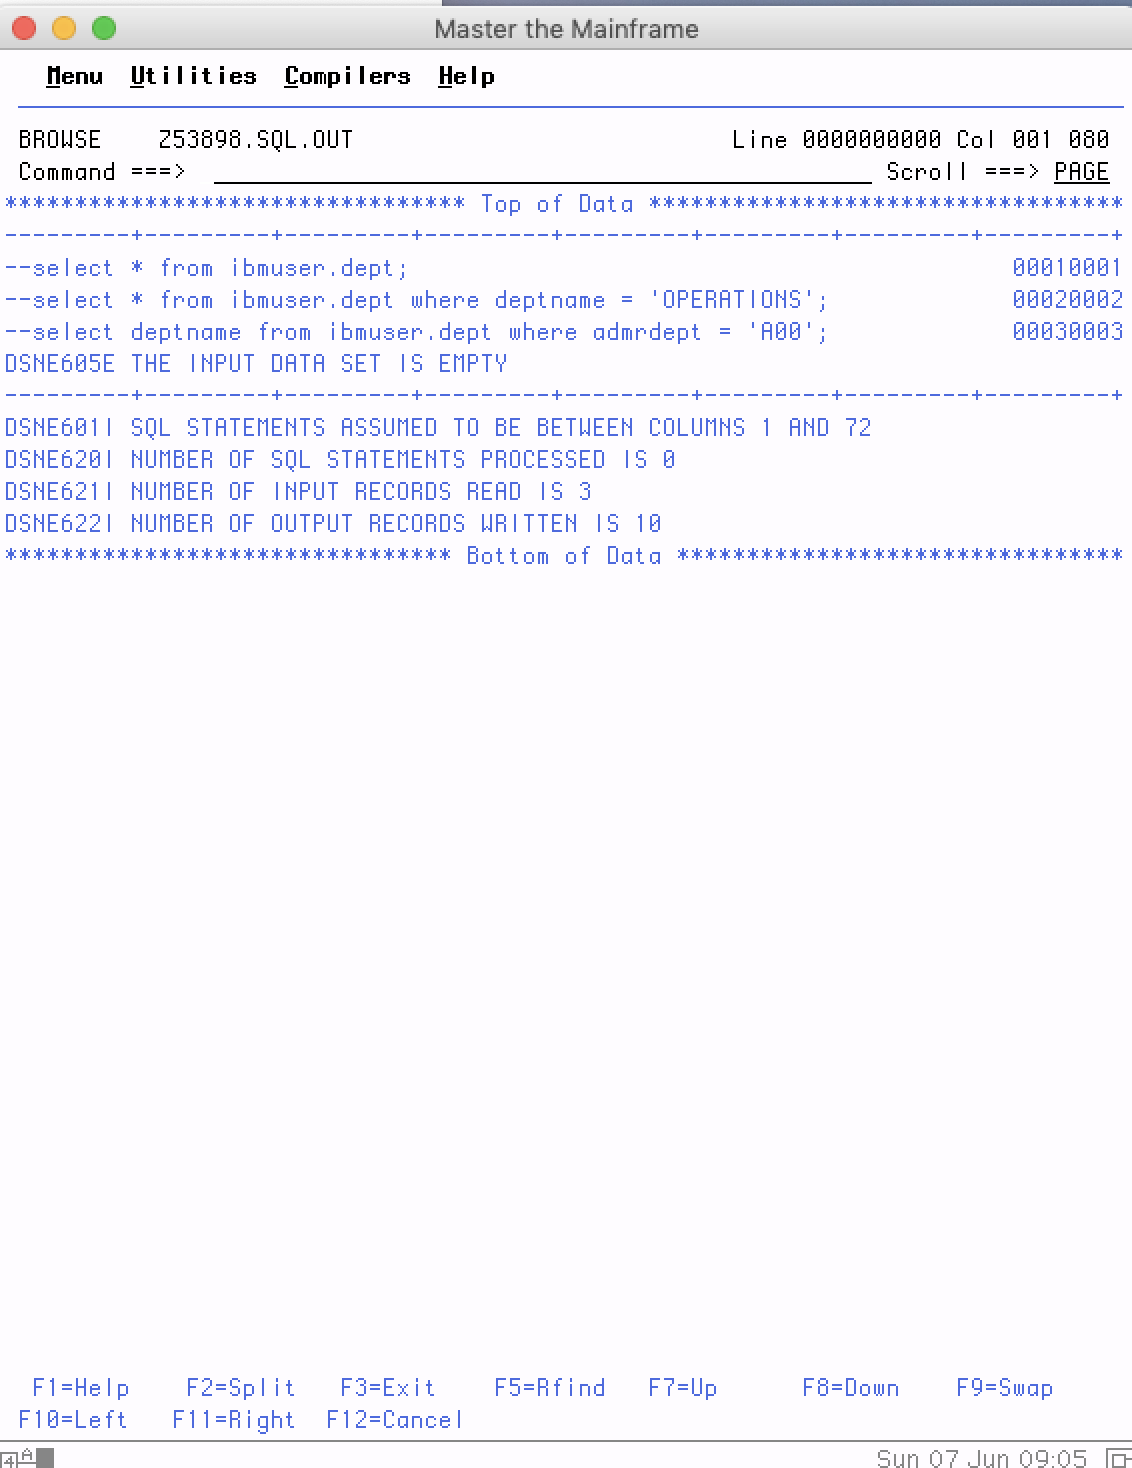 Master the Mainframe
Menu Utilities Compilers Help
BROWSE Z53898.SQL.OUT Line 0000000000 Col 001 080
Command ===> Scroll ===> PAGE
********************************* Top of Data **********************************
---------+---------+---------+---------+---------+---------+---------+---------+
--select * from ibmuser.dept; 00010001
--select * from ibmuser.dept where deptname = 'OPERATIONS'; 00020002
--select deptname from ibmuser.dept where admrdept = 'A00'; 00030003
DSNE605E THE INPUT DATA SET IS EMPTY
---------+---------+---------+---------+---------+---------+---------+---------+
DSNE601I SQL STATEMENTS ASSUMED TO BE BETWEEN COLUMNS 1 AND 72
DSNE620I NUMBER OF SQL STATEMENTS PROCESSED IS 0
DSNE621I NUMBER OF INPUT RECORDS READ IS 3
DSNE622I NUMBER OF OUTPUT RECORDS WRITTEN IS 10
******************************** Bottom of Data ********************************
F1=Help F2=Split F3=Exit F5=Rfind F7=Up F8=Down F9=Swap
F10=Left F11=Right F12=Cancel
4 A Sun 07 Jun 09:05